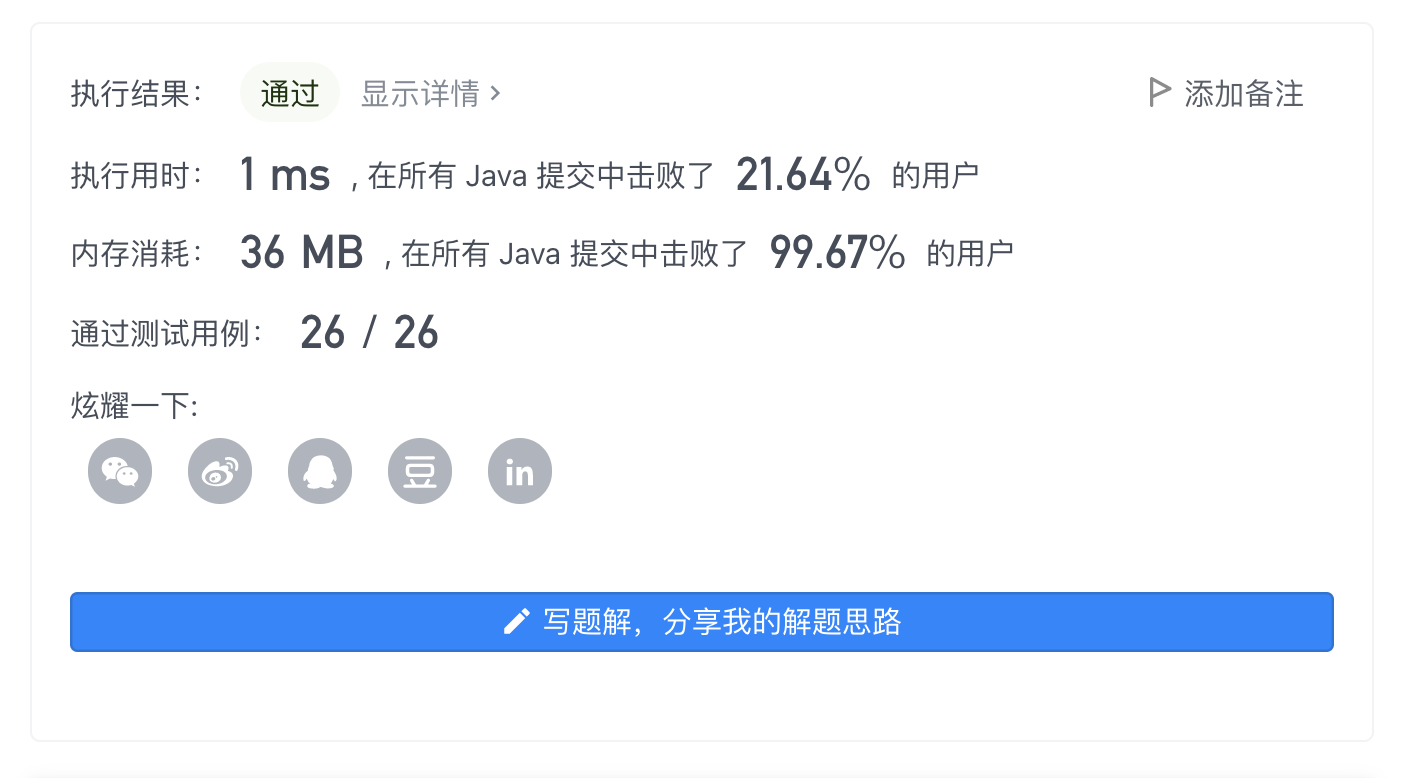 执行结果： 通过 显示详情 > 添加备注
执行用时： 1 ms , 在所有 Java 提交中击败了 21.64% 的用户
内存消耗： 36 MB , 在所有 Java 提交中击败了 99.67% 的用户
通过测试用例： 26 / 26
炫耀一下:
豆 in
写题解，分享我的解题思路